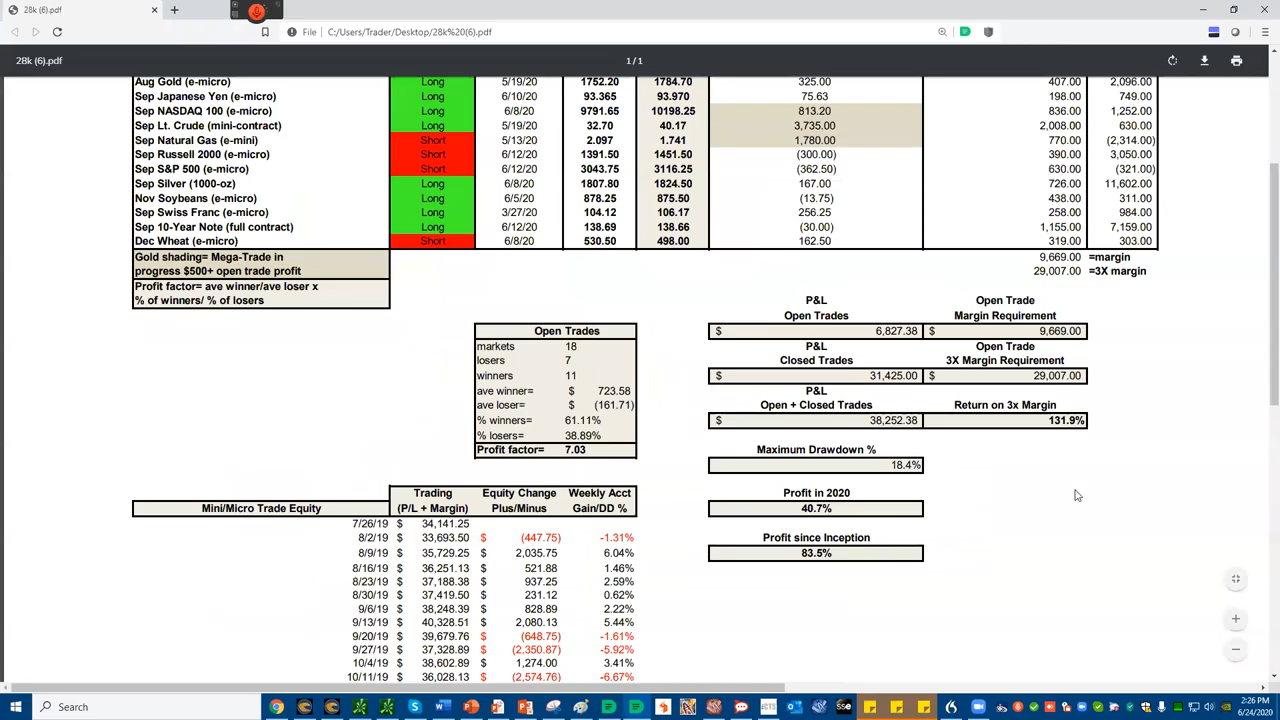 28k (6).pdf
File | C:/Users/Trader/Desktop/28k%20(6).pdf
28k (6).pdf 1/1
Aug Gold (e-micro) Long 5/19/20 1752.20 1784.70 325.00 407.00 2,096.00
Sep Japanese Yen (e-micro) Long 6/10/20 93.365 93.970 75.63 198.00 749.00
Sep NASDAQ 100 (e-micro) Long 6/8/20 9791.65 10198.25 813.20 836.00 1,252.00
Sep Lt. Crude (mini-contract) Long 5/19/20 32.70 40.17 3,735.00 2,008.00 630.00
Sep Natural Gas (e-mini) Short 5/13/20 2.097 1.741 1,780.00 770.00 (2,314.00)
Sep Russell 2000 (e-micro) Short 6/12/20 1391.50 1451.50 (300.00) 390.00 3,050.00
Sep S&P 500 (e-micro) Short 6/12/20 3043.75 3116.25 (362.50) 630.00 (321.00)
Sep Silver (1000-oz) Long 6/8/20 1807.80 1824.50 167.00 726.00 11,602.00
Nov Soybeans (e-micro) Long 6/5/20 878.25 875.50 (13.75) 438.00 311.00
Sep Swiss Franc (e-micro) Long 3/27/20 104.12 106.17 256.25 258.00 984.00
Sep 10-Year Note (full contract) Long 6/12/20 138.69 138.66 (30.00) 1,155.00 7,159.00
Dec Wheat (e-micro) Short 6/8/20 530.50 498.00 162.50 319.00 303.00
Gold shading= Mega-Trade in 9,669.00 =margin
progress $500+ open trade profit 29,007.00 =3X margin
Profit factor= ave winner/ave loser x
% of winners/ % of losers
P&L Open Trade
Open Trades Margin Requirement
$ 6,827.38 $ 9,669.00
P&L Open Trade
Closed Trades 3X Margin Requirement
$ 31,425.00 $ 29,007.00
P&L
Open + Closed Trades Return on 3x Margin
$ 38,252.38 131.9%
Open Trades
markets 18
losers 7
winners 11
ave winner= $ 723.58
ave loser= $ (161.71)
% winners= 61.11%
% losers= 38.89%
Profit factor= 7.03
Maximum Drawdown %
18.4%
Profit in 2020
40.7%
Profit since Inception
83.5%
Trading Equity Change Weekly Acct
Mini/Micro Trade Equity (P/L + Margin) Plus/Minus Gain/DD %
7/26/19 $ 34,141.25
8/2/19 $ 33,693.50 $ (447.75) -1.31%
8/9/19 $ 35,729.25 $ 2,035.75 6.04%
8/16/19 $ 36,251.13 $ 521.88 1.46%
8/23/19 $ 37,188.38 $ 937.25 2.59%
8/30/19 $ 37,419.50 $ 231.12 0.62%
9/6/19 $ 38,248.39 $ 828.89 2.22%
9/13/19 $ 40,328.51 $ 2,080.13 5.44%
9/20/19 $ 39,679.76 $ (648.75) -1.61%
9/27/19 $ 37,328.89 $ (2,350.87) -5.92%
10/4/19 $ 38,602.89 $ 1,274.00 3.41%
10/11/19 $ 36,028.13 $ (2,574.76) -6.67%
Search
2:26 PM
6/24/2020